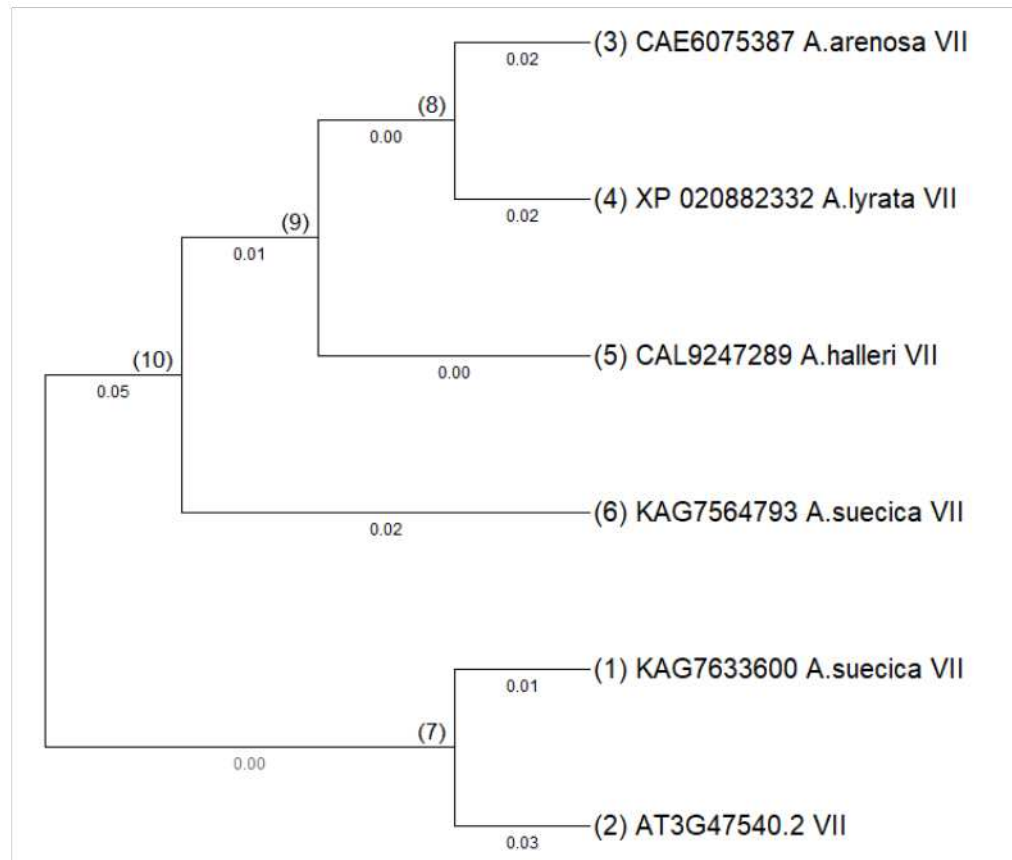 (3) CAE6075387 A.arenosa VII
0.02
(8)
0.00
(4) XP 020882332 A.lyrata VII
0.02
(9)
0.01
(5) CAL9247289 A.halleri VII
0.00
(10)
0.05
(6) KAG7564793 A.suecica VII
0.02
(1) KAG7633600 A.suecica VII
0.01
(7)
0.00
(2) AT3G47540.2 VII
0.03